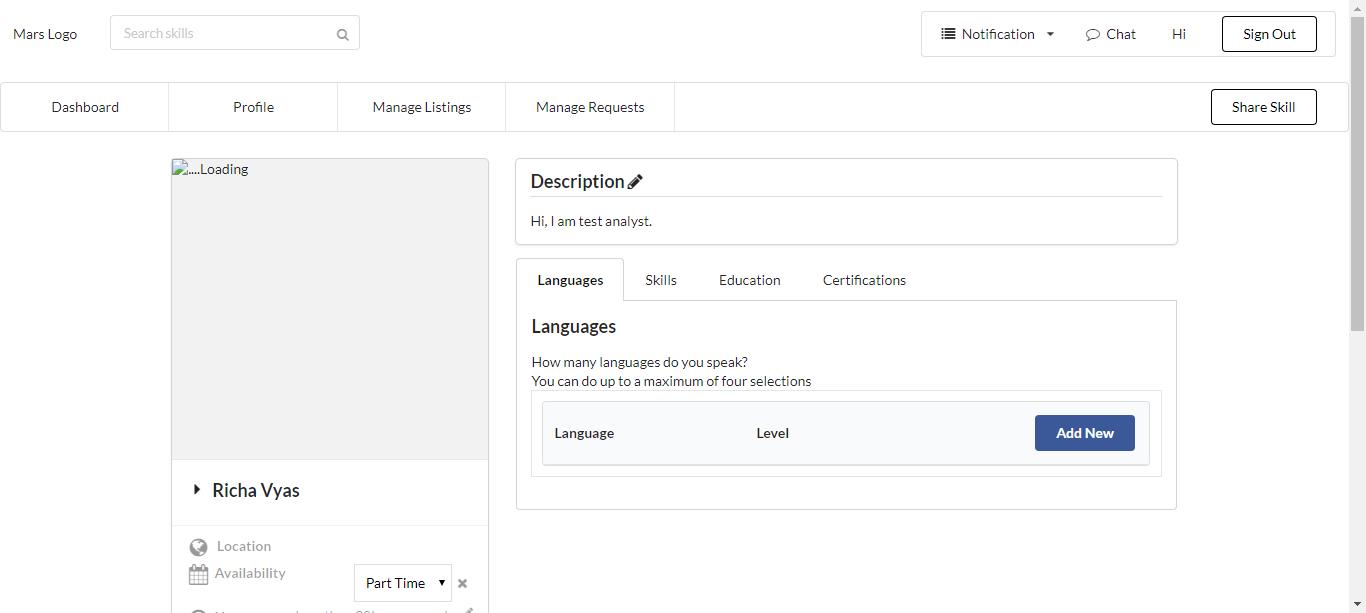 Mars Logo
Search skills
Notification
Chat
Hi
Sign Out
Dashboard
Profile
Manage Listings
Manage Requests
Share Skill
....Loading
Description
Hi, I am test analyst.
Languages
Skills
Education
Certifications
Languages
How many languages do you speak?
You can do up to a maximum of four selections
Language
Level
Add New
Richa Vyas
Location
Availability
Part Time